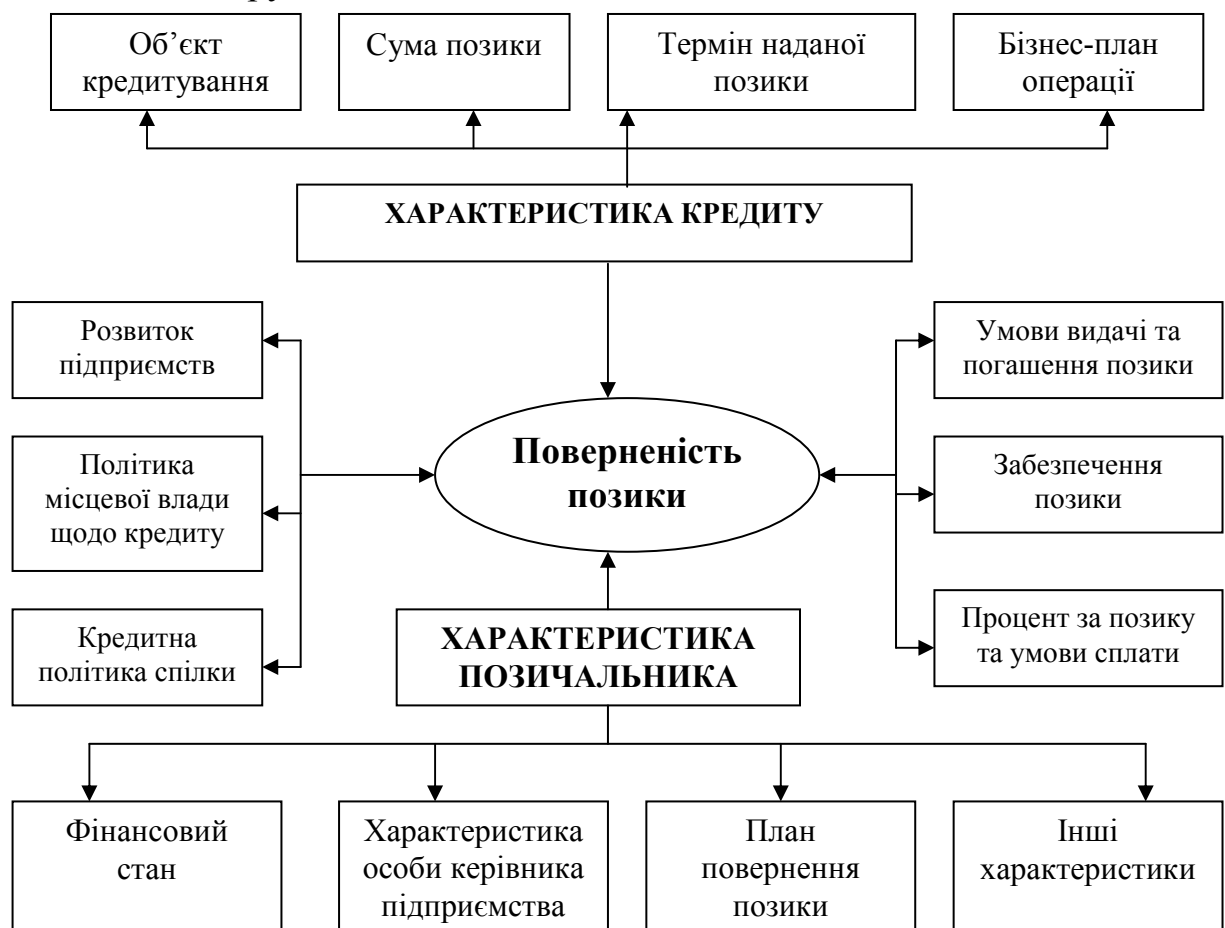 Об’єкт
кредитування
Сума позики
Термін наданої
позики
Бізнес-план
операції
ХАРАКТЕРИСТИКА КРЕДИТУ
Розвиток
підприємств
Умови видачі та
погашення позики
Поверненість
позики
Політика
місцевої влади
щодо кредиту
Забезпечення
позики
Кредитна
політика спілки
ХАРАКТЕРИСТИКА
ПОЗИЧАЛЬНИКА
Процент за позику
та умови сплати
Фінансовий
стан
Характеристика
особи керівника
підприємства
План
повернення
позики
Інші
характеристики